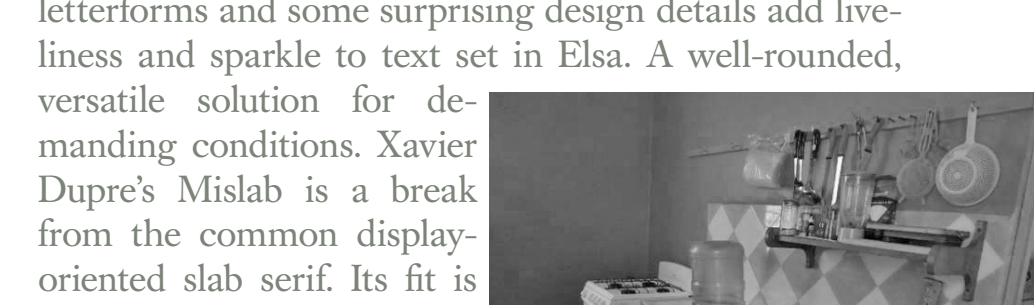 letterforms and some surprising design details add live-
liness and sparkle to text set in Elsa. A well-rounded,
versatile solution for de-
manding conditions. Xavier
Dupre’s Mislab is a break
from the common display-
oriented slab serif. Its fit is